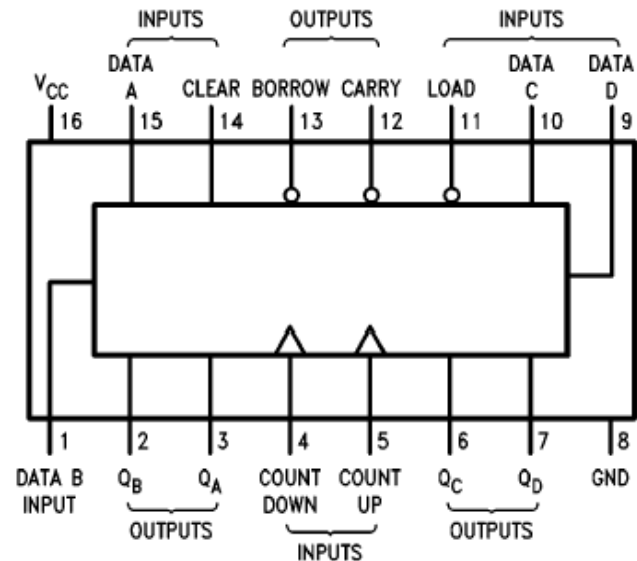 INPUTS OUTPUTS INPUTS
DATA DATA DATA
VCC A CLEAR BORROW CARRY LOAD C D
16 15 14 13 12 11 10 9
1 2 3 4 5 6 7 8
DATA B QB QA COUNT COUNT QC QD GND
INPUT DOWN UP
OUTPUTS OUTPUTS
INPUTS